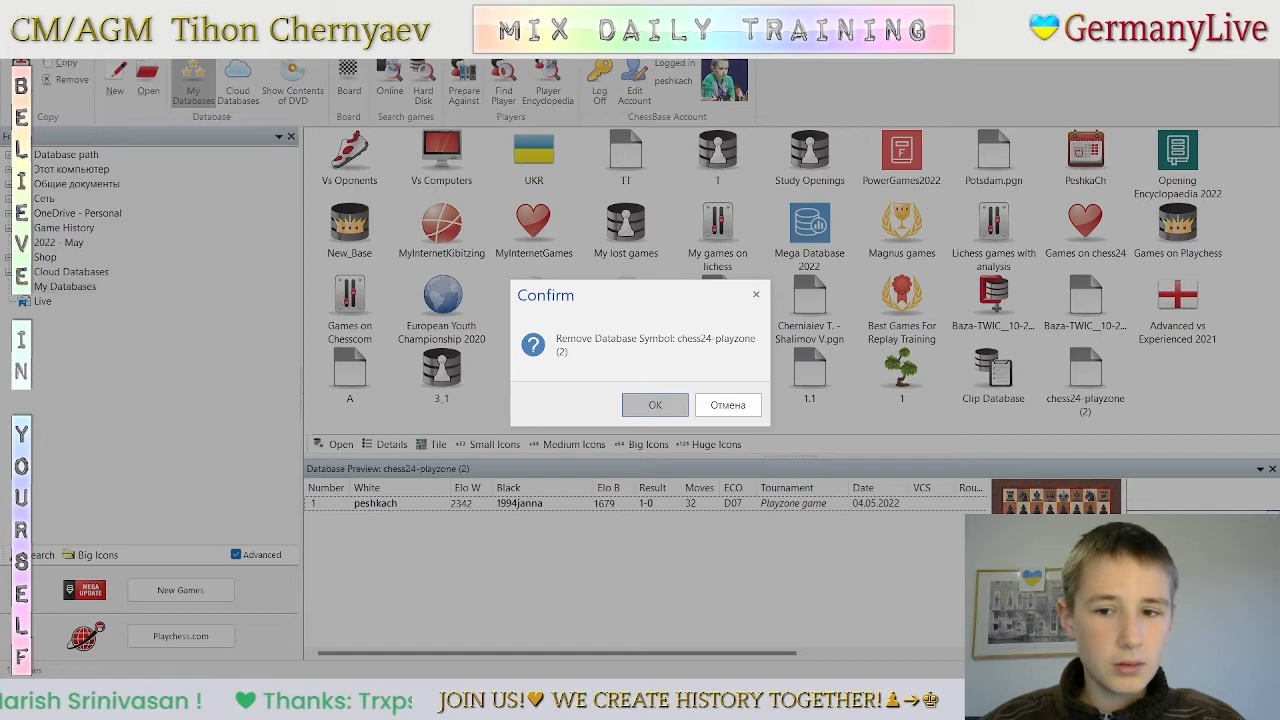 CM/AGM Tihon Chernyaev
MIX DAILY TRAINING
GermanyLive
BELIEVE
IN
YOURSELF
Copy
Remove
Copy
New
Open
My Databases
Cloud Databases
Show Contents of DVD
Database
Board
Board
Online
Hard Disk
Search games
Prepare Against
Find Player
Player Encyclopedia
Players
Log Off
Edit Account
Logged in
peshkach
ChessBase Account
Database path
Этот компьютер
Общие документы
Сеть
OneDrive - Personal
Game History
2022 - May
Shop
Cloud Databases
My Databases
Live
Vs Oponents
Vs Computers
UKR
TT
T
Study Openings
PowerGames2022
Potsdam.pgn
PeshkaCh
Opening Encyclopaedia 2022
New_Base
MyInternetKibitzing
MyInternetGames
My lost games
My games on lichess
Mega Database 2022
Magnus games
Lichess games with analysis
Games on chess24
Games on Playchess
Games on Chesscom
European Youth Championship 2020
Cherniaiev T. - Shalimov V.pgn
Best Games For Replay Training
Baza-TWIC__10-2...
Baza-TWIC__10-2...
Advanced vs Experienced 2021
A
3_1
1.1
1
Clip Database
chess24-playzone (2)
Confirm
Remove Database Symbol: chess24-playzone (2)
OK
Отмена
Open
Details
Tile
Small Icons
Medium Icons
Big Icons
Huge Icons
Database Preview: chess24-playzone (2)
Number White Elo W Black Elo B Result Moves ECO Tournament Date VCS Rou...
1 peshkach 2342 1994janna 1679 1-0 32 D07 Playzone game 04.05.2022
Big Icons
Advanced
MEGA UPDATE
New Games
Playchess.com
Harish Srinivasan !
Thanks: Trxps
JOIN US! WE CREATE HISTORY TOGETHER!